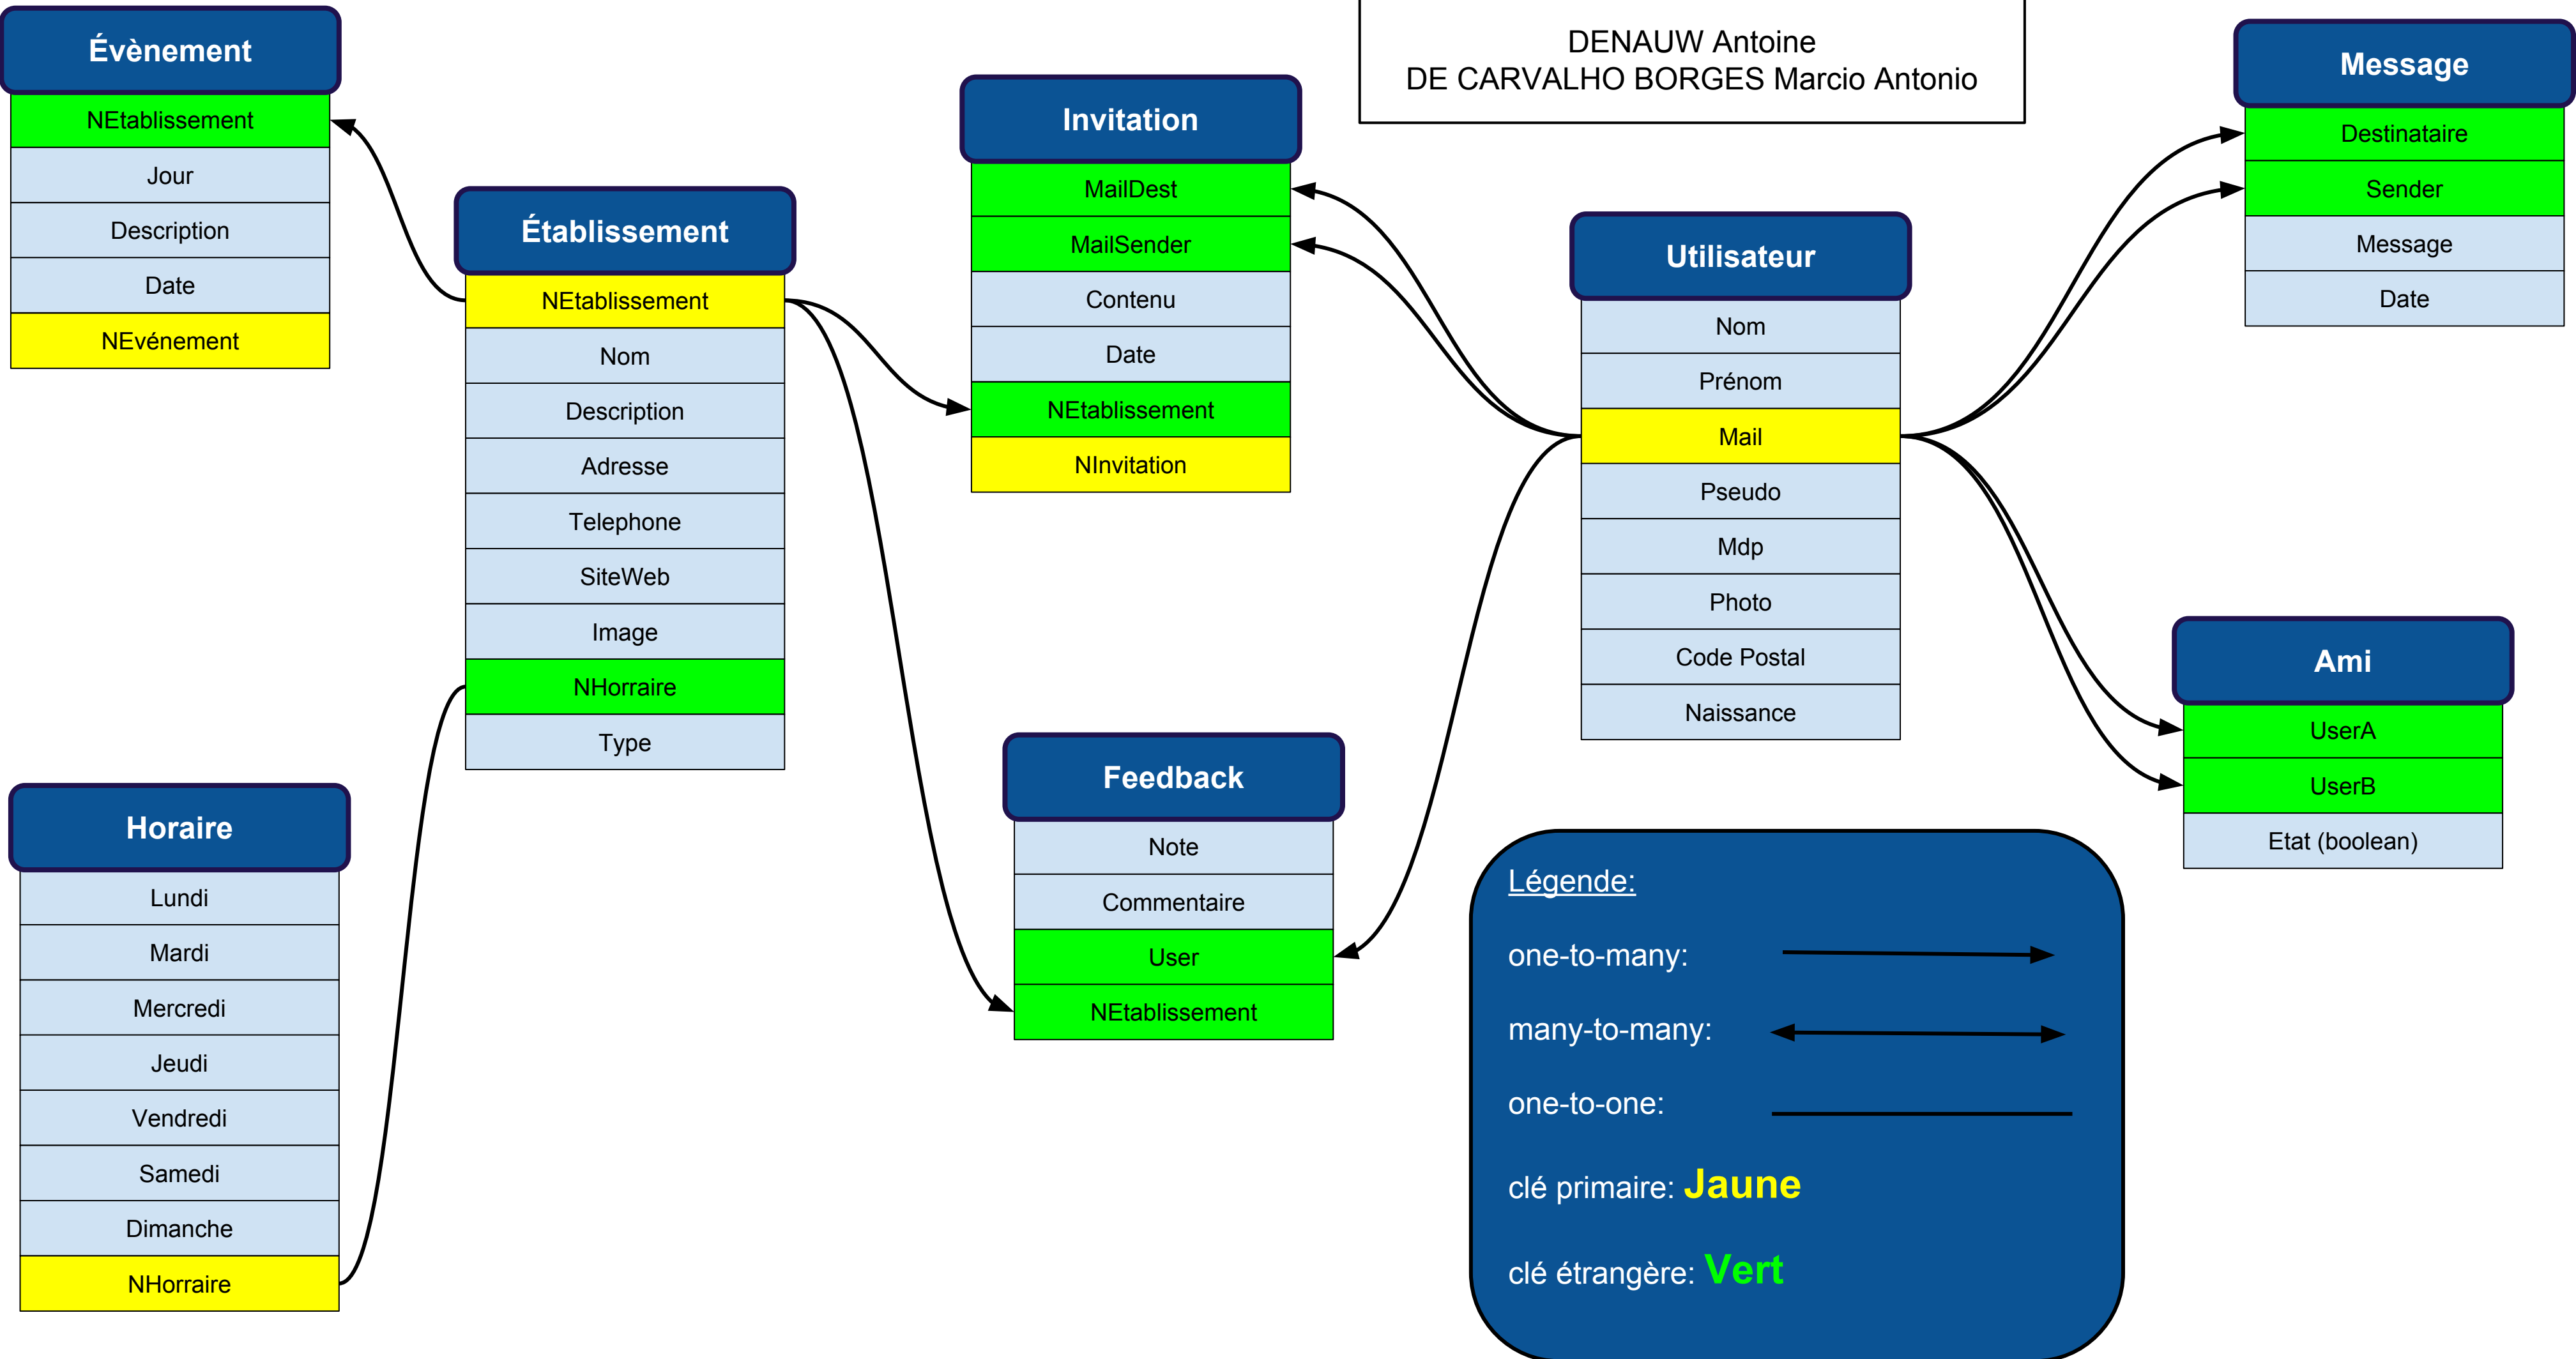 DENAUW Antoine
DE CARVALHO BORGES Marcio Antonio
Évènement
NEtablissement
Jour
Description
Date
NEvénement
Établissement
NEtablissement
Nom
Description
Adresse
Telephone
SiteWeb
Image
NHorraire
Type
Horaire
Lundi
Mardi
Mercredi
Jeudi
Vendredi
Samedi
Dimanche
NHorraire
Invitation
MailDest
MailSender
Contenu
Date
NEtablissement
NInvitation
Feedback
Note
Commentaire
User
NEtablissement
Utilisateur
Nom
Prénom
Mail
Pseudo
Mdp
Photo
Code Postal
Naissance
Message
Destinataire
Sender
Message
Date
Ami
UserA
UserB
Etat (boolean)
Légende:
one-to-many:
many-to-many:
one-to-one:
clé primaire: Jaune
clé étrangère: Vert